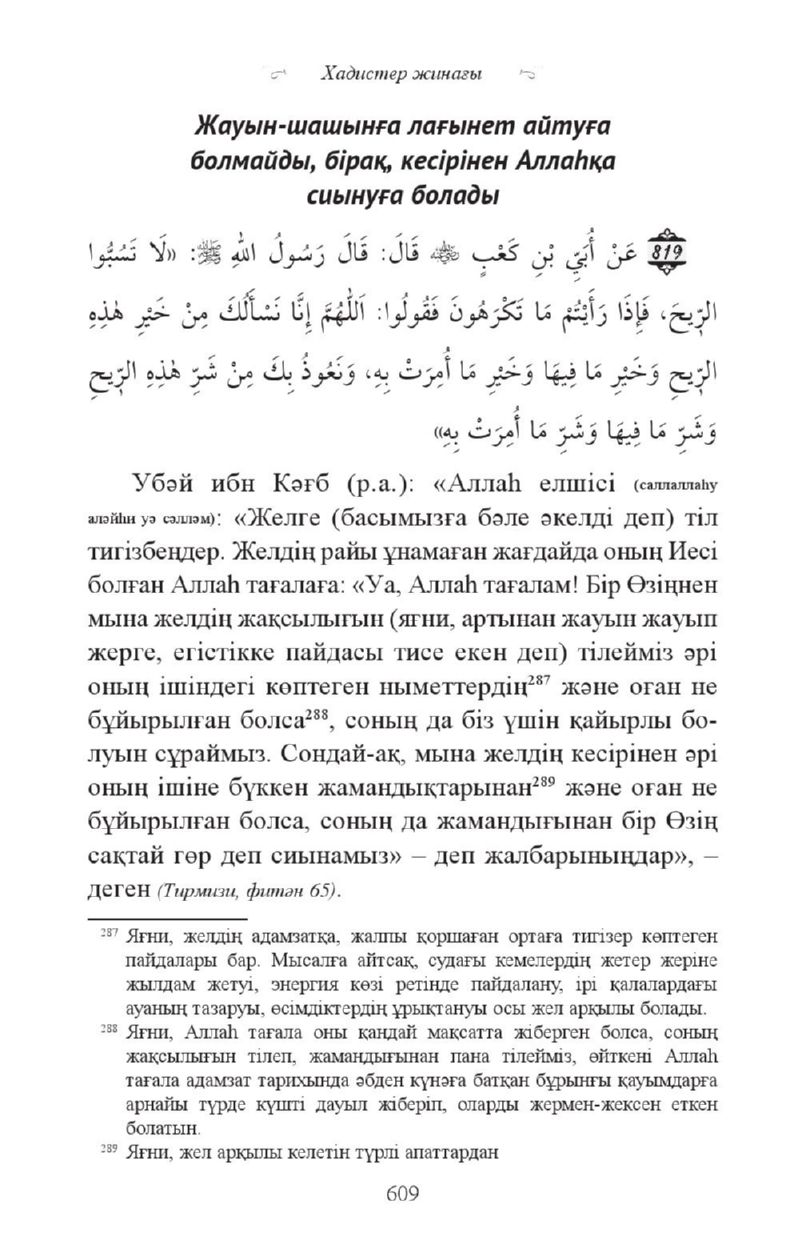 Хадистер жинағы
Жауын-шашынға лағынет айтуға
болмайды, бірақ, кесірінен Аллаһқа
сиынуға болады
819 عَنْ أُبَيِّ بْنِ كَعْبٍ ﷺ قَالَ: قَالَ رَسُولُ اللهِ ﷺ: «لَا تَسُبُّوا
الرِّيحَ، فَإِذَا رَأَيْتُمْ مَا تَكْرَهُونَ فَقُولُوا: اَللّٰهُمَّ إِنَّا نَسْأَلُكَ مِنْ خَيْرِ هٰذِهِ
الرِّيحِ وَخَيْرِ مَا فِيهَا وَخَيْرِ مَا أُمِرَتْ بِهِ، وَنَعُوذُ بِكَ مِنْ شَرِّ هٰذِهِ الرِّيحِ
وَشَرِّ مَا فِيهَا وَشَرِّ مَا أُمِرَتْ بِهِ»
Убәй ибн Кәғб (р.а.): «Аллаһ елшісі (саллаллаһу
аләйһи уә сәлләм): «Желге (басымызға бәле әкелді деп) тіл
тигізбеңдер. Желдің райы ұнамаған жағдайда оның Иесі
болған Аллаһ тағалаға: «Уа, Аллаһ тағалам! Бір Өзіңнен
мына желдің жақсылығын (яғни, артынан жауын жауып
жерге, егістікке пайдасы тисе екен деп) тілейміз әрі
оның ішіндегі көптеген ныметтердің²⁸⁷ және оған не
бұйырылған болса²⁸⁸, соның да біз үшін қайырлы бо-
луын сұраймыз. Сондай-ақ, мына желдің кесірінен әрі
оның ішіне бүккен жамандықтарынан²⁸⁹ және оған не
бұйырылған болса, соның да жамандығынан бір Өзің
сақтай гөр деп сиынамыз» – деп жалбарыныңдар», –
деген (Тирмизи, фитән 65).
²⁸⁷ Яғни, желдің адамзатқа, жалпы қоршаған ортаға тигізер көптеген
пайдалары бар. Мысалға айтсақ, судағы кемелердің жетер жеріне
жылдам жетуі, энергия көзі ретінде пайдалану, ірі қалалардағы
ауаның тазаруы, өсімдіктердің ұрықтануы осы жел арқылы болады.
²⁸⁸ Яғни, Аллаһ тағала оны қандай мақсатта жіберген болса, соның
жақсылығын тілеп, жамандығынан пана тілейміз, өйткені Аллаһ
тағала адамзат тарихында әбден күнәға батқан бұрынғы қауымдарға
арнайы түрде күшті дауыл жіберіп, оларды жермен-жексен еткен
болатын.
²⁸⁹ Яғни, жел арқылы келетін түрлі апаттардан
609